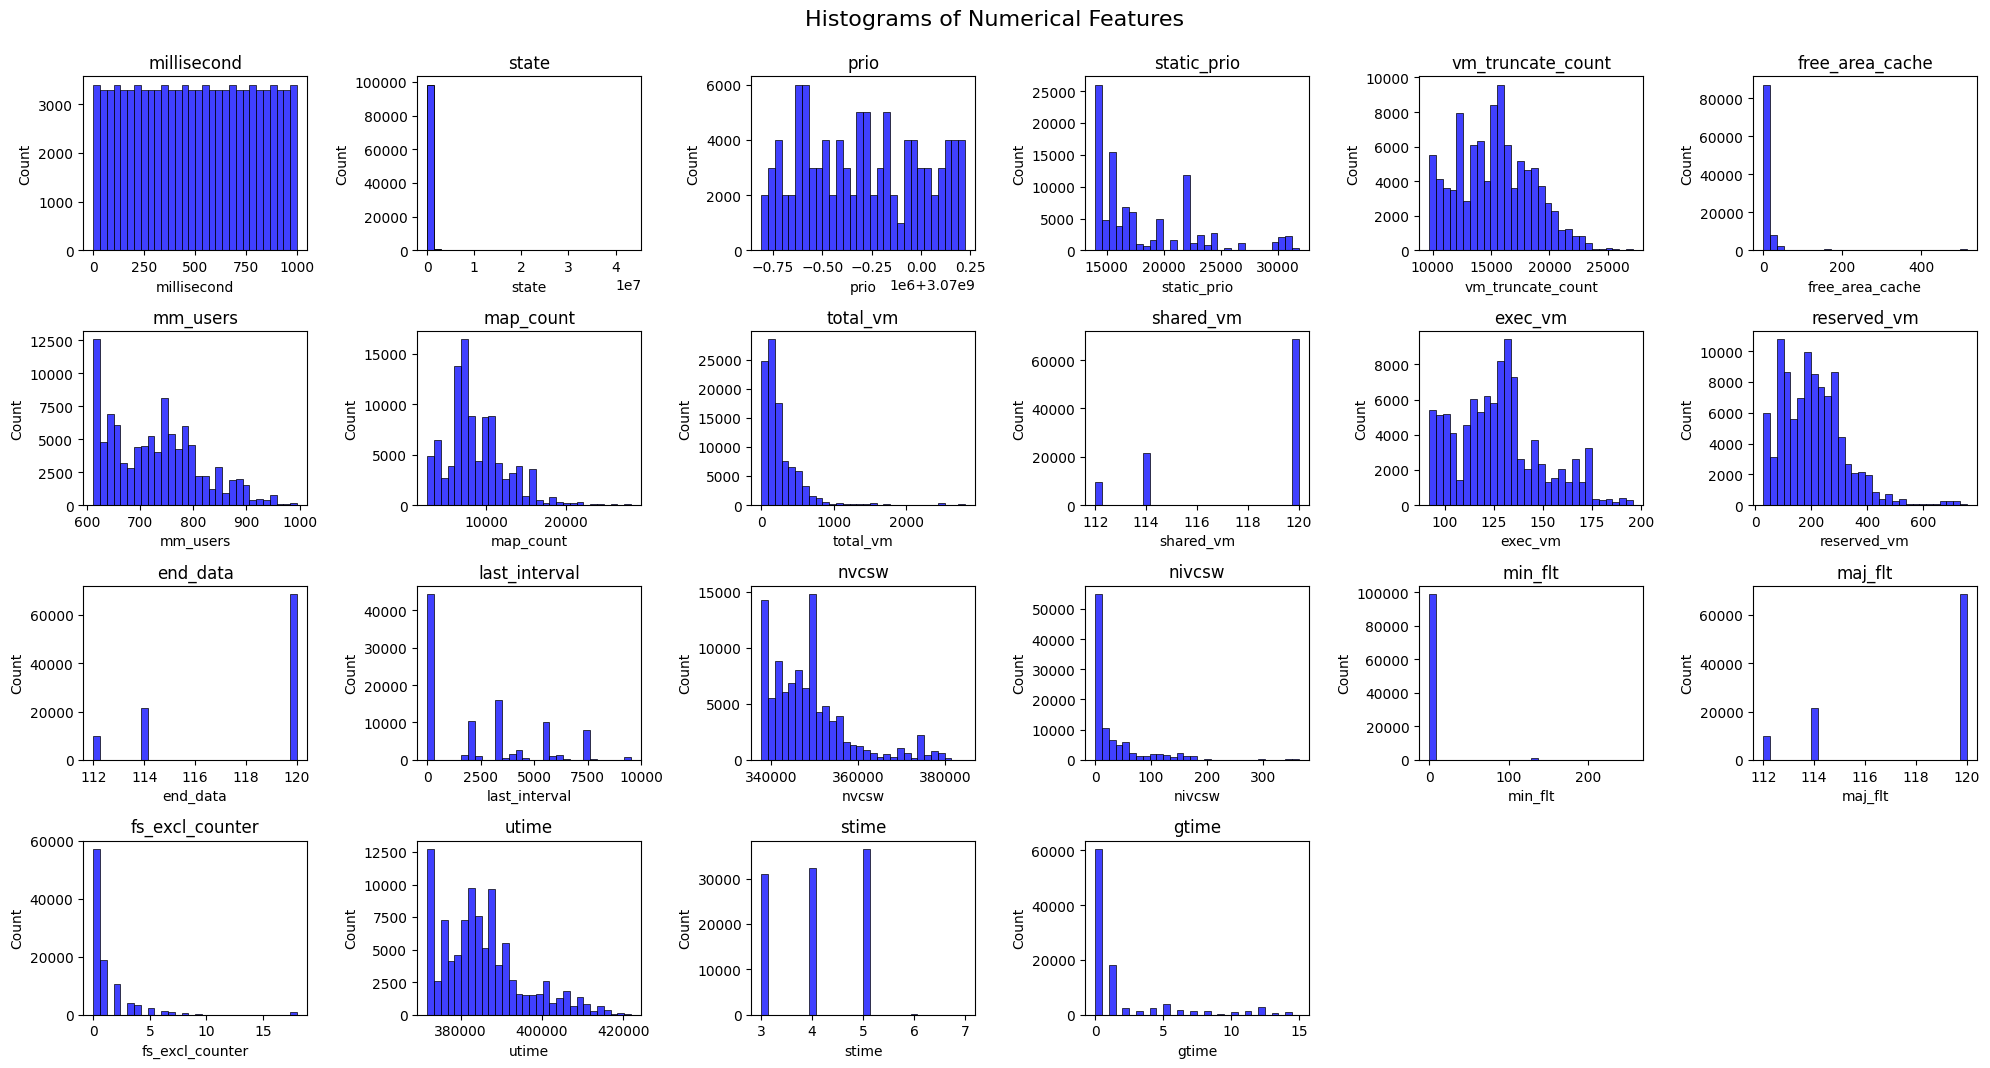 Histograms of Numerical Features
millisecond
Count
3000
2000
1000
0
0 250 500 750 1000
millisecond
state
Count
100000
80000
60000
40000
20000
0
0 1 2 3 4
1e7
state
prio
Count
6000
4000
2000
0
−0.75 −0.50 −0.25 0.00 0.25
1e6+3.07e9
prio
static_prio
Count
25000
20000
15000
10000
5000
0
15000 20000 25000 30000
static_prio
vm_truncate_count
Count
10000
8000
6000
4000
2000
0
10000 15000 20000 25000
vm_truncate_count
free_area_cache
Count
80000
60000
40000
20000
0
0 200 400
free_area_cache
mm_users
Count
12500
10000
7500
5000
2500
0
600 700 800 900 1000
mm_users
map_count
Count
15000
10000
5000
0
10000 20000
map_count
total_vm
Count
25000
20000
15000
10000
5000
0
0 1000 2000
total_vm
shared_vm
Count
60000
40000
20000
0
112 114 116 118 120
shared_vm
exec_vm
Count
8000
6000
4000
2000
0
100 125 150 175 200
exec_vm
reserved_vm
Count
10000
8000
6000
4000
2000
0
0 200 400 600
reserved_vm
end_data
Count
60000
40000
20000
0
112 114 116 118 120
end_data
last_interval
Count
40000
30000
20000
10000
0
0 2500 5000 7500 10000
last_interval
nvcsw
Count
15000
10000
5000
0
340000 360000 380000
nvcsw
nivcsw
Count
50000
40000
30000
20000
10000
0
0 100 200 300
nivcsw
min_flt
Count
100000
80000
60000
40000
20000
0
0 100 200
min_flt
maj_flt
Count
60000
40000
20000
0
112 114 116 118 120
maj_flt
fs_excl_counter
Count
60000
40000
20000
0
0 5 10 15
fs_excl_counter
utime
Count
12500
10000
7500
5000
2500
0
380000 400000 420000
utime
stime
Count
30000
20000
10000
0
3 4 5 6 7
stime
gtime
Count
60000
40000
20000
0
0 5 10 15
gtime